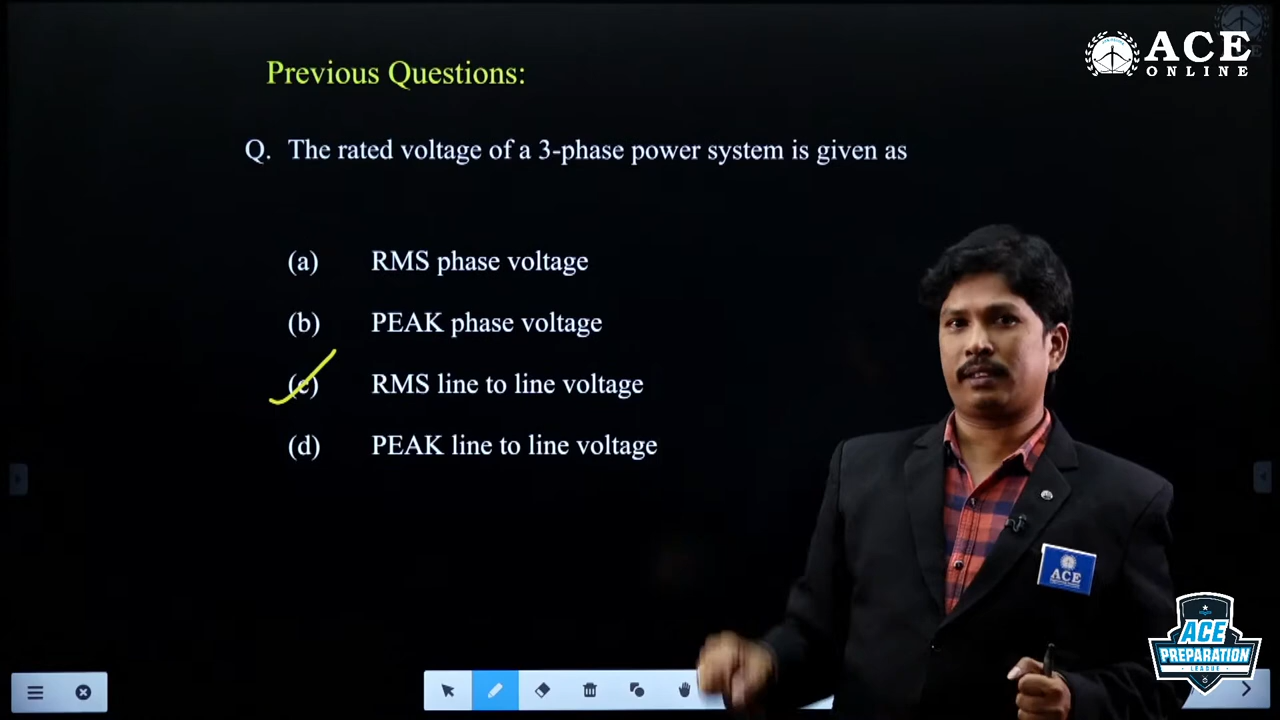 ACE
ONLINE
Previous Questions:
Q. The rated voltage of a 3-phase power system is given as
(a) RMS phase voltage
(b) PEAK phase voltage
(c) RMS line to line voltage
(d) PEAK line to line voltage
ACE
ACE
PREPARATION
LEAGUE